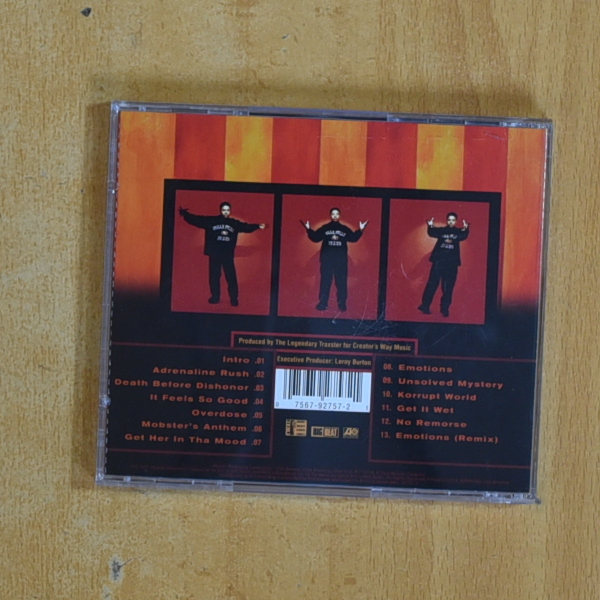 Produced by The Legendary Traxster for Creator's Way Music
Executive Producer: Leroy Burton
Intro .01
Adrenaline Rush .02
Death Before Dishonor .03
It Feels So Good .04
Overdose .05
Mobster's Anthem .06
Get Her In Tha Mood .07
08. Emotions
09. Unsolved Mystery
10. Korrupt World
11. Get It Wet
12. No Remorse
13. Emotions (Remix)
0 7567-92757-2 1
BEAT